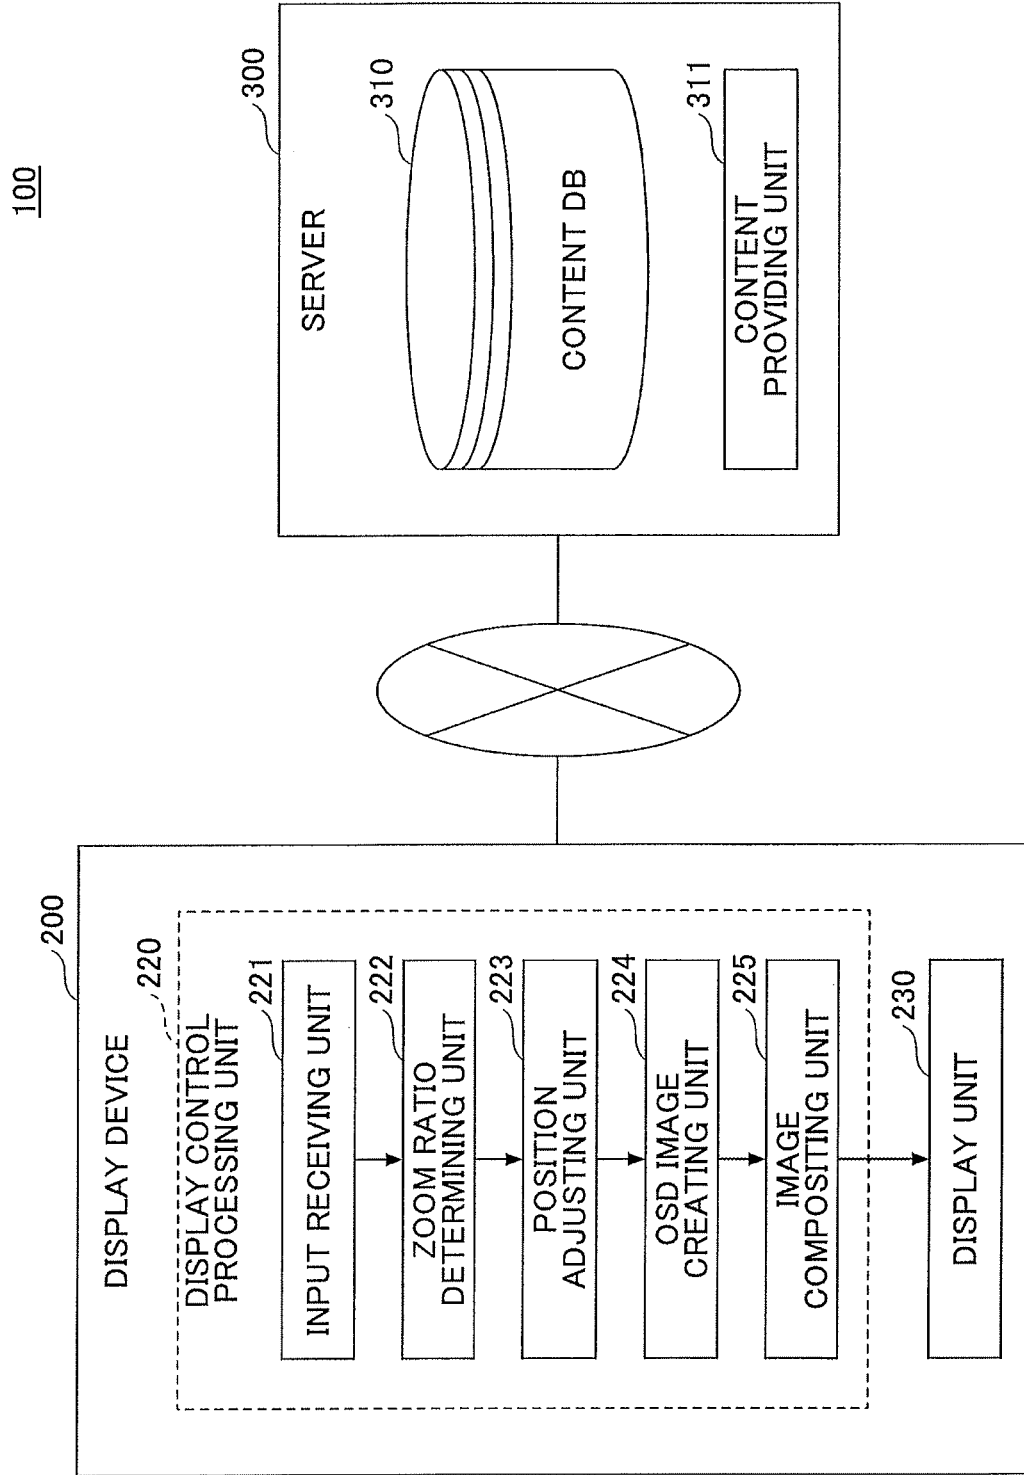 100
200
DISPLAY DEVICE
220
DISPLAY CONTROL
PROCESSING UNIT
221
INPUT RECEIVING UNIT
222
ZOOM RATIO
DETERMINING UNIT
223
POSITION
ADJUSTING UNIT
224
OSD IMAGE
CREATING UNIT
225
IMAGE
COMPOSITING UNIT
230
DISPLAY UNIT
300
SERVER
310
CONTENT DB
311
CONTENT
PROVIDING UNIT